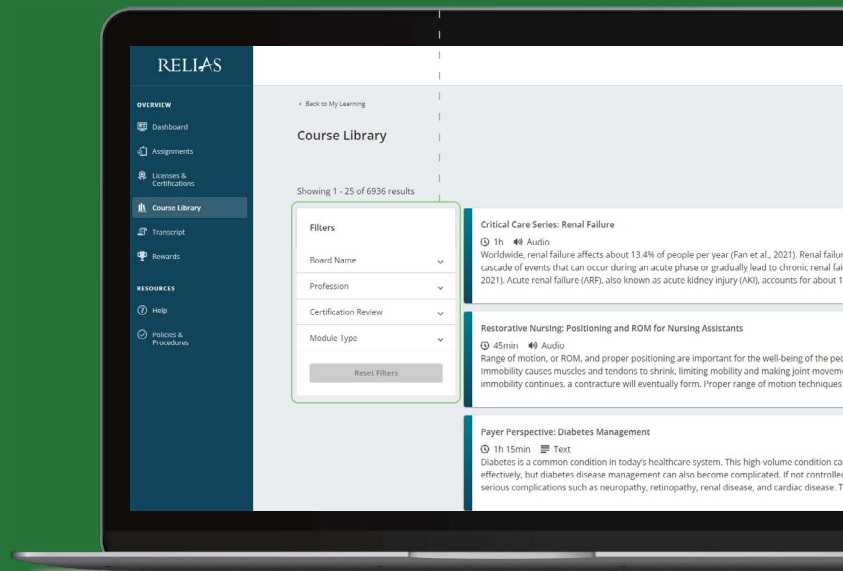 RELIAS
OVERVIEW
Dashboard
Assignments
Licenses &
Certifications
Course Library
Transcript
Rewards
RESOURCES
Help
Policies &
Procedures
‹ Back to My Learning
Course Library
Showing 1 - 25 of 6936 results
Filters
Board Name
Profession
Certification Review
Module Type
Reset Filters
Critical Care Series: Renal Failure
1h Audio
Worldwide, renal failure affects about 13.4% of people per year (Fan et al., 2021). Renal
cascade of events that can occur during an acute phase or gradually lead to chronic renal
2021). Acute renal failure (ARF), also known as acute kidney injury (AKI), accounts for about
Restorative Nursing: Positioning and ROM for Nursing Assistants
45min Audio
Range of motion, or ROM, and proper positioning are important for the well-being of the
Immobility causes muscles and tendons to shrink, limiting mobility and making joint
immobility continues, a contracture will eventually form. Proper range of motion techniques
Payer Perspective: Diabetes Management
1h 15min Text
Diabetes is a common condition in today's healthcare system. This high-volume condition
effectively, but diabetes disease management can also become complicated. If not
serious complications such as neuropathy, retinopathy, renal disease, and cardiac disease.